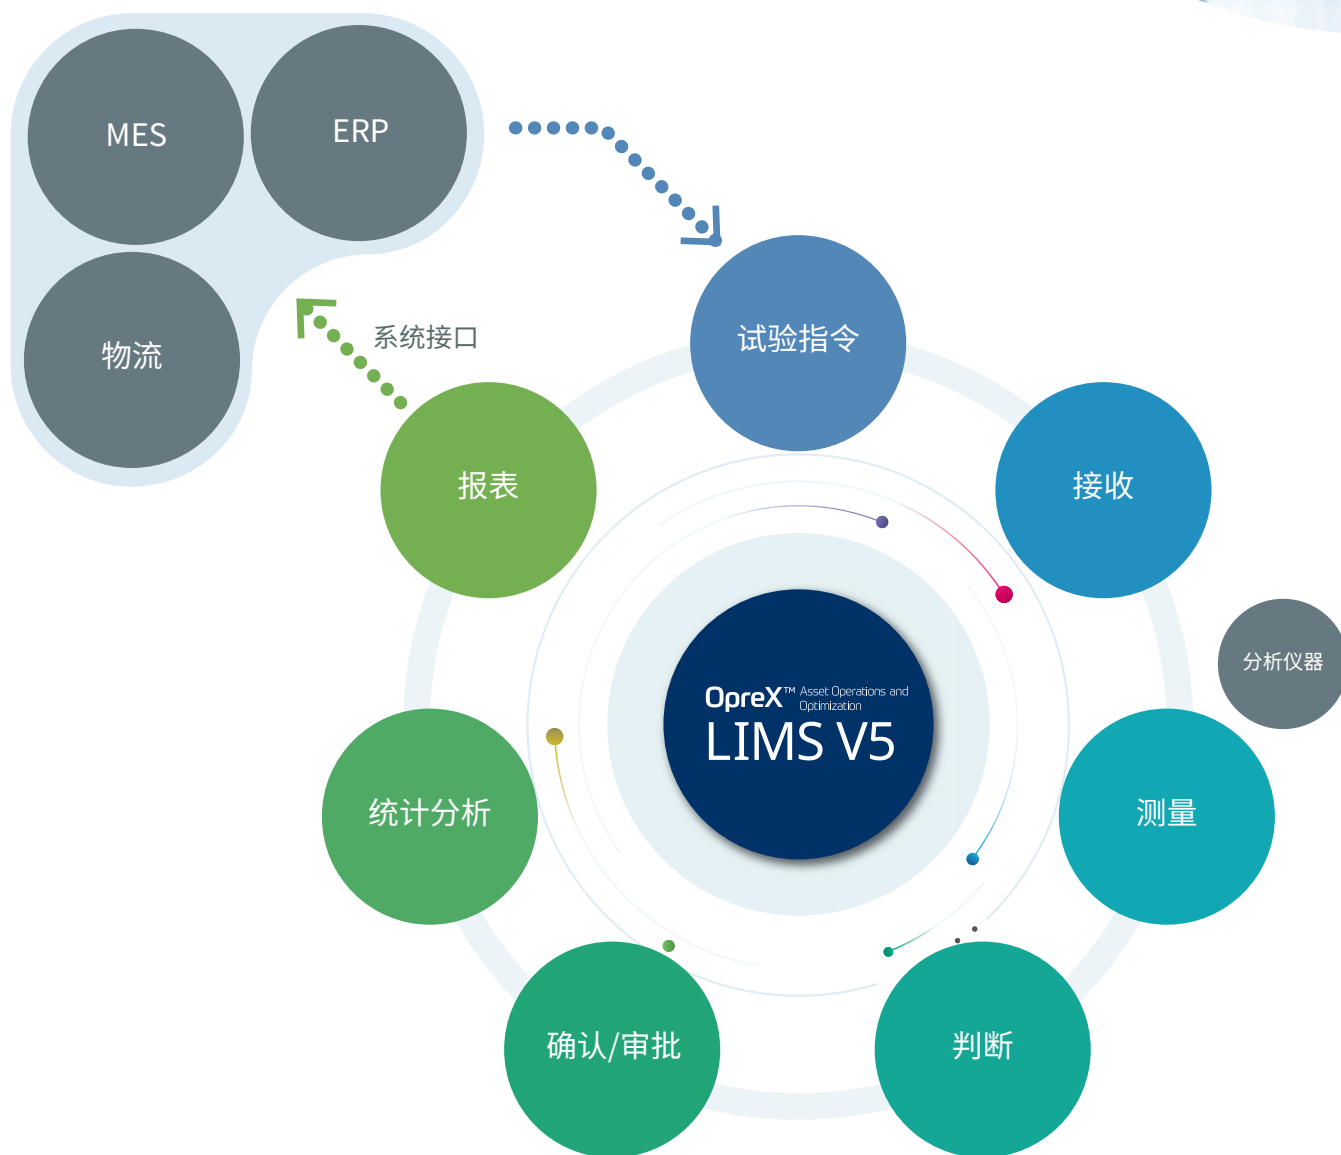 MES
ERP
物流
系统接口
试验指令
报表
接收
分析仪器
OpreX™ Asset Operations and
Optimization
LIMS V5
统计分析
测量
确认/审批
判断